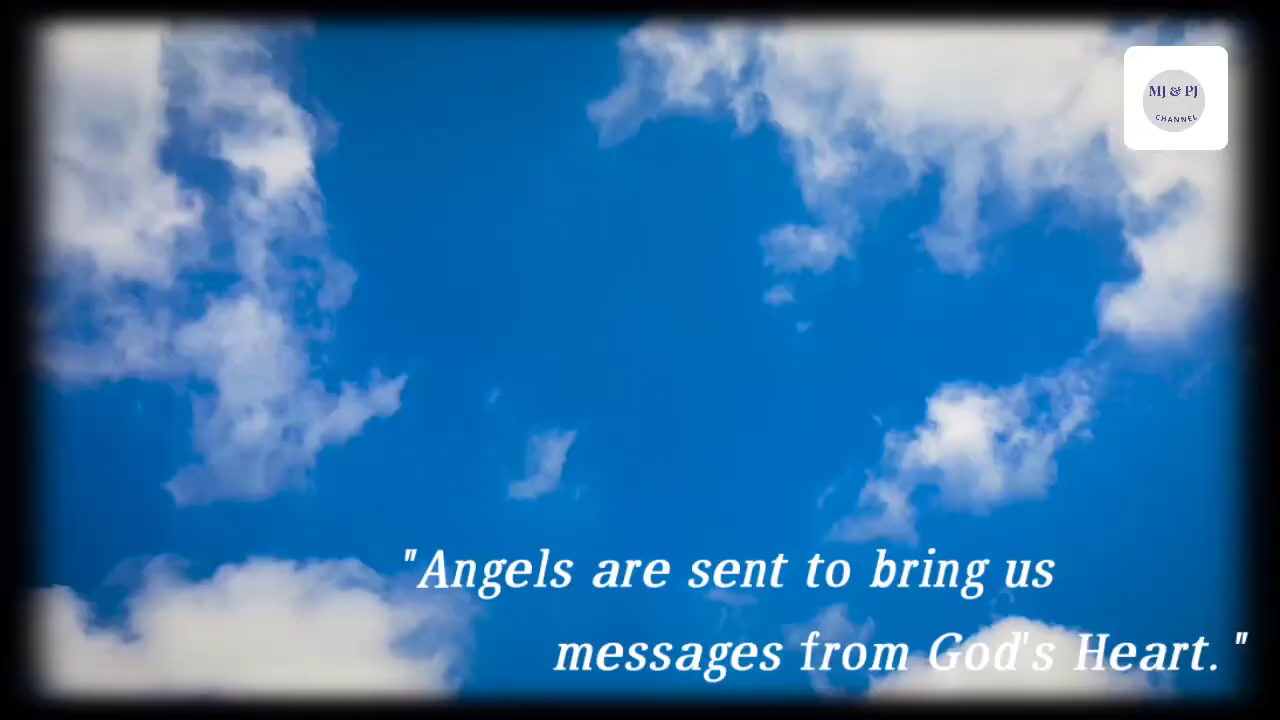 MJ & PJ
CHANNEL
"Angels are sent to bring us
messages from God's Heart. "